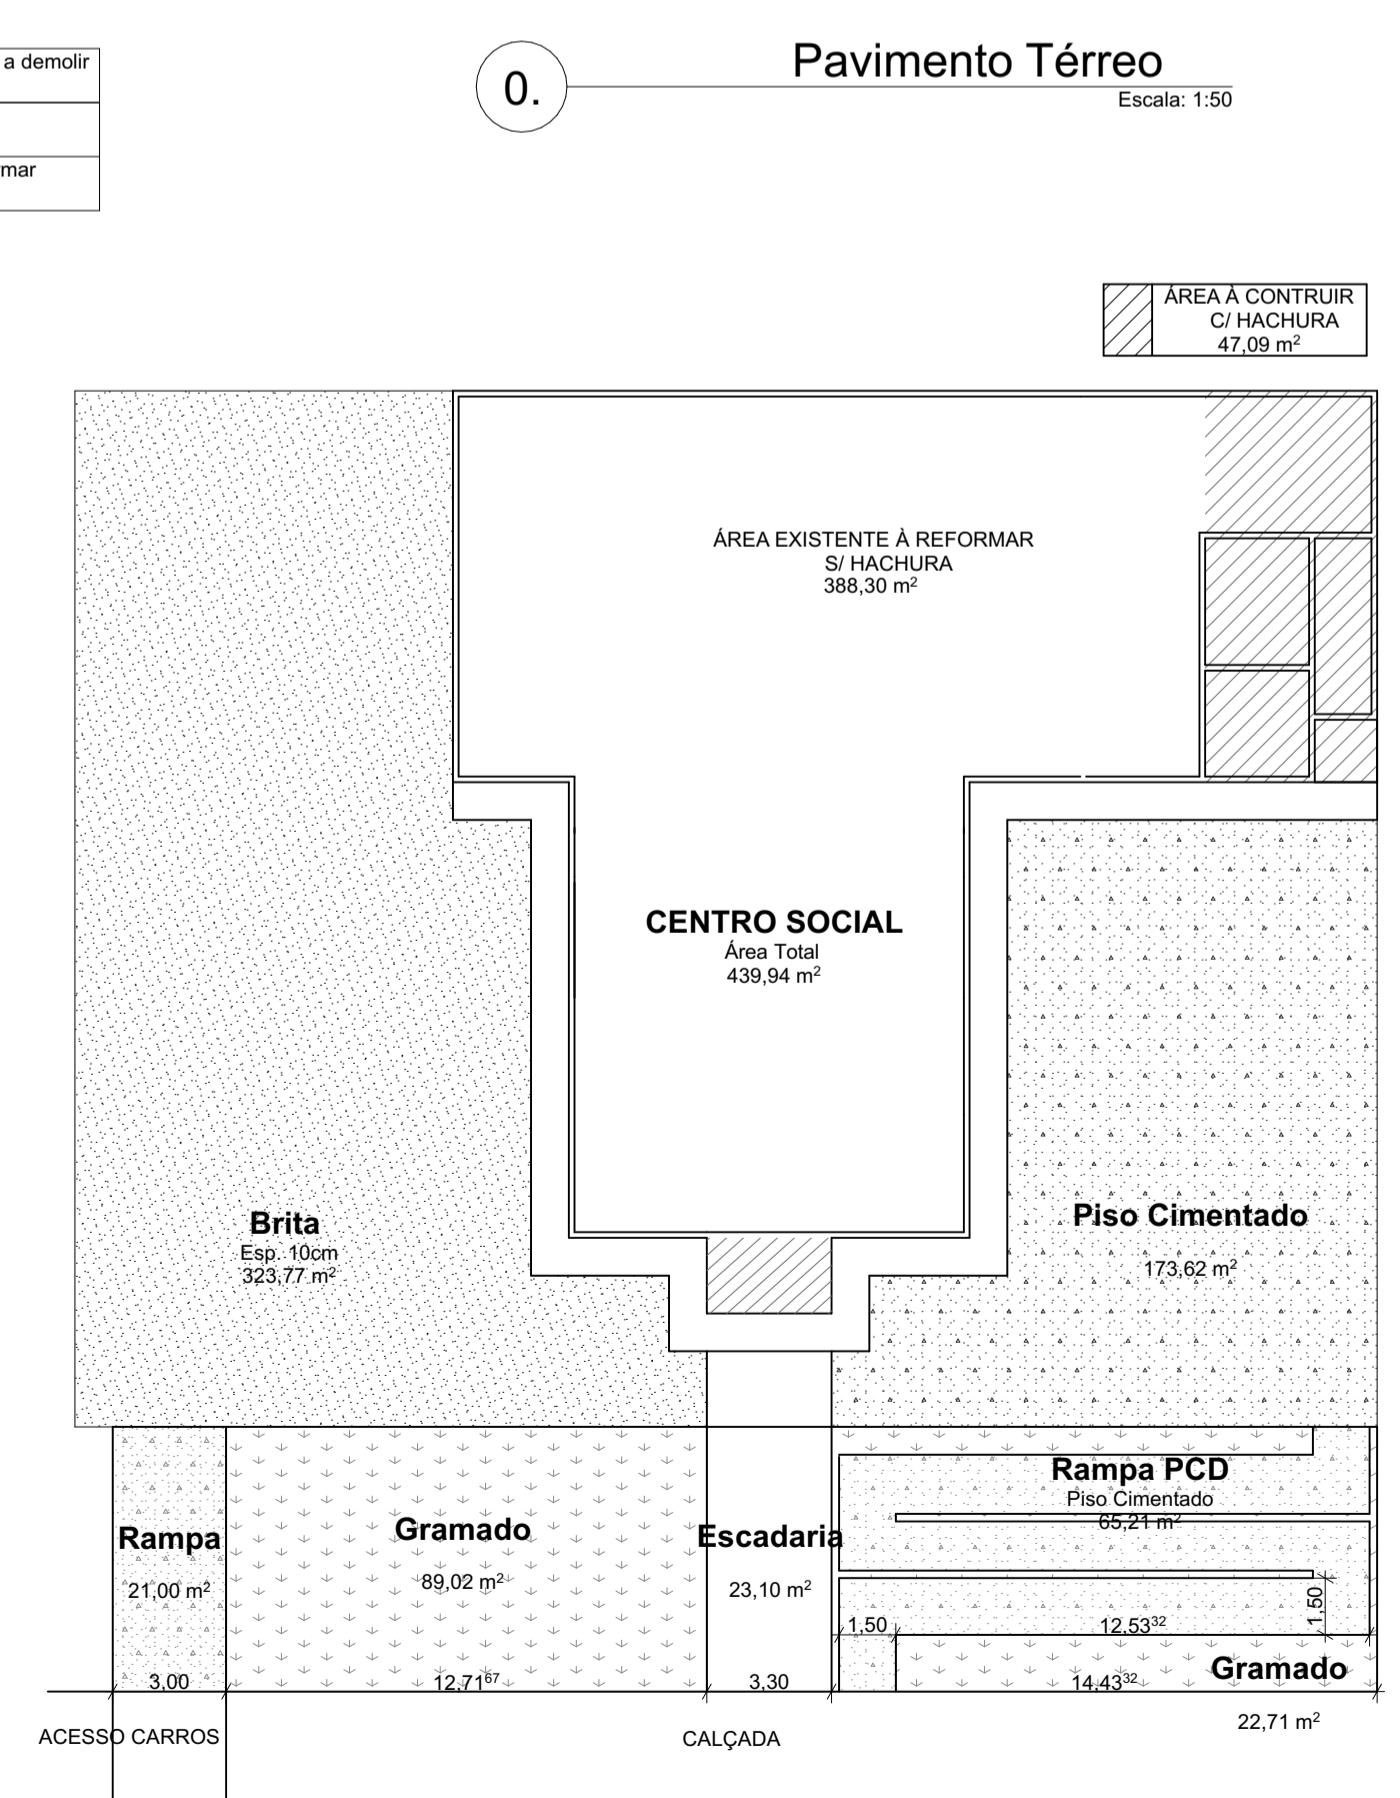 a demolir
mar
0.
Pavimento Térreo
Escala: 1:50
ÁREA À CONTRUIR
C/ HACHURA
47,09 m²
ÁREA EXISTENTE À REFORMAR
S/ HACHURA
388,30 m²
CENTRO SOCIAL
Área Total
439,94 m²
Brita
Esp. 10cm
323,77 m²
Piso Cimentado
173,62 m²
Rampa PCD
Piso Cimentado
65,21 m²
Rampa
21,00 m²
Gramado
89,02 m²
Escadaria
23,10 m²
1,50
12,53³²
1,50
3,00
12,71⁶⁷
3,30
14,43³²
Gramado
22,71 m²
ACESSO CARROS
CALÇADA